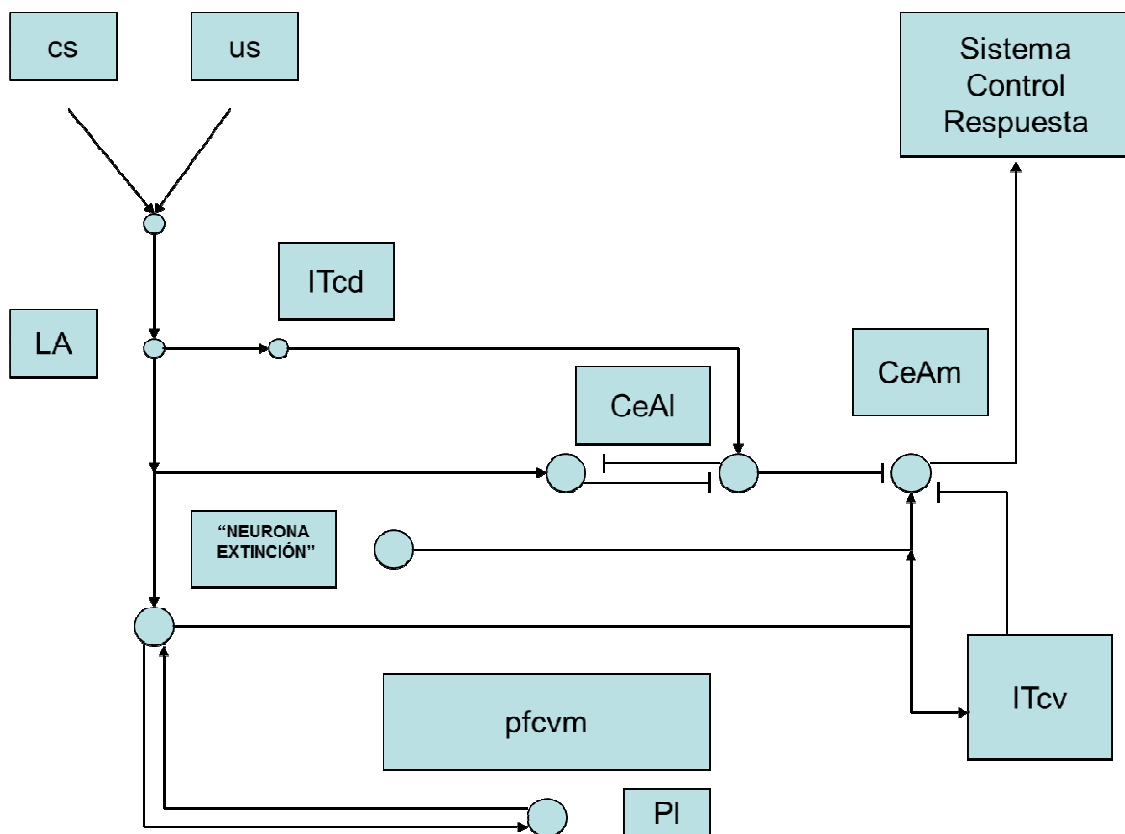 cs
us
Sistema
Control
Respuesta
ITcd
LA
CeAl
CeAm
“NEURONA
EXTINCIÓN”
pfcvm
ITcv
Pl